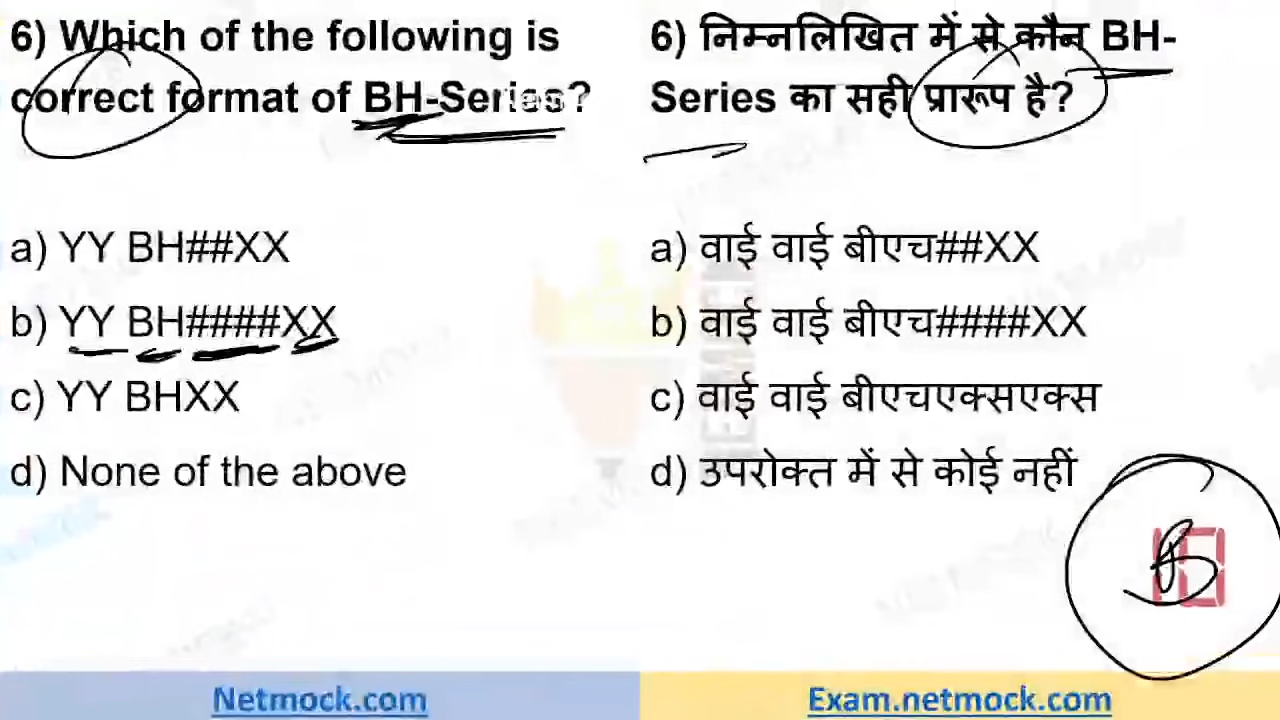 6) Which of the following is
correct format of BH-Series?
a) YY BH##XX
b) YY BH####XX
c) YY BHXX
d) None of the above
6) निम्नलिखित में से कौन BH-
Series का सही प्रारूप है?
a) वाई वाई बीएच##XX
b) वाई वाई बीएच####XX
c) वाई वाई बीएचएक्सएक्स
d) उपरोक्त में से कोई नहीं
B
Netmock.com
Exam.netmock.com